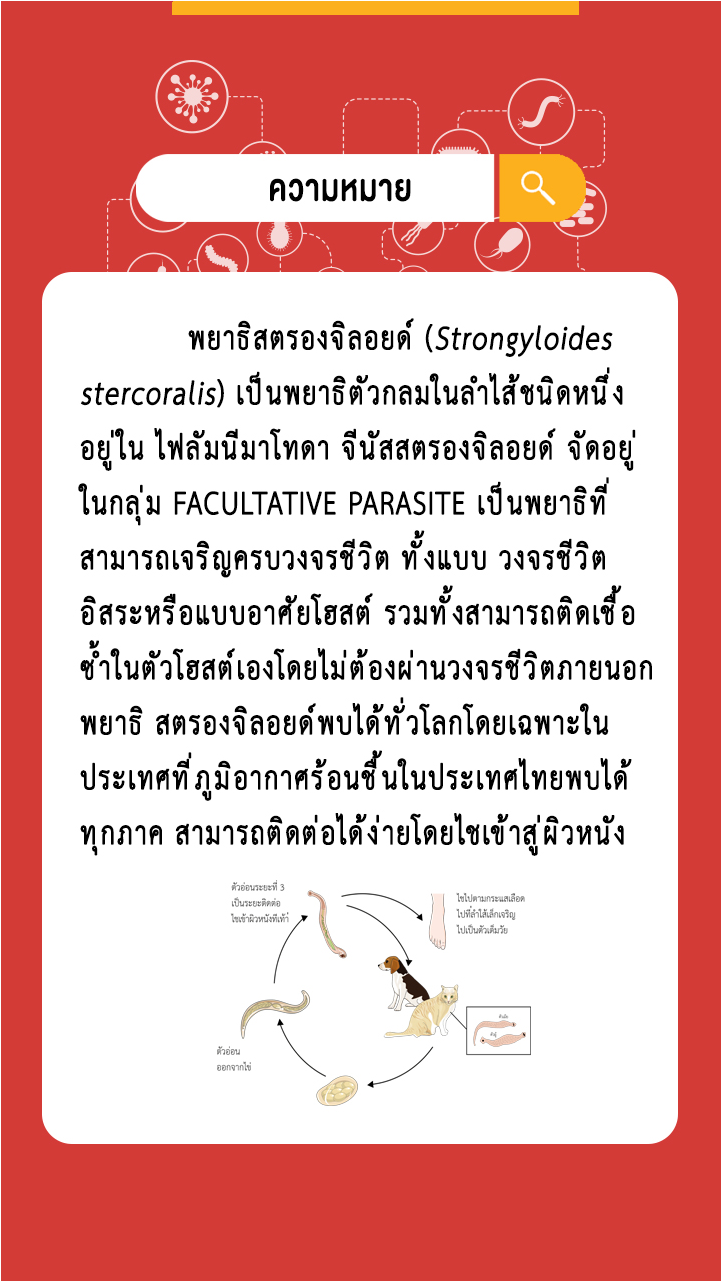 ความหมาย
พยาธิสตรองจิลอยด์ (Strongyloides
stercoralis) เป็นพยาธิตัวกลมในลำไส้ชนิดหนึ่ง
อยู่ใน ไฟลัมนีมาโทดา จีนัสสตรองจิลอยด์ จัดอยู่
ในกลุ่ม FACULTATIVE PARASITE เป็นพยาธิที่
สามารถเจริญครบวงจรชีวิต ทั้งแบบ วงจรชีวิต
อิสระหรือแบบอาศัยโฮสต์ รวมทั้งสามารถติดเชื้อ
ซ้ำในตัวโฮสต์เองโดยไม่ต้องผ่านวงจรชีวิตภายนอก
พยาธิ สตรองจิลอยด์พบได้ทั่วโลกโดยเฉพาะใน
ประเทศที่ภูมิอากาศร้อนชื้นในประเทศไทยพบได้
ทุกภาค สามารถติดต่อได้ง่ายโดยไชเข้าสู่ผิวหนัง
ตัวอ่อนระยะที่ 3
เป็นระยะติดต่อ
ไชเข้าผิวหนังที่เท้า
ไชไปตามกระแสเลือด
ไปที่ลำไส้เล็กเจริญ
ไปเป็นตัวเต็มวัย
ตัวเมีย
ตัวผู้
ตัวอ่อน
ออกจากไข่